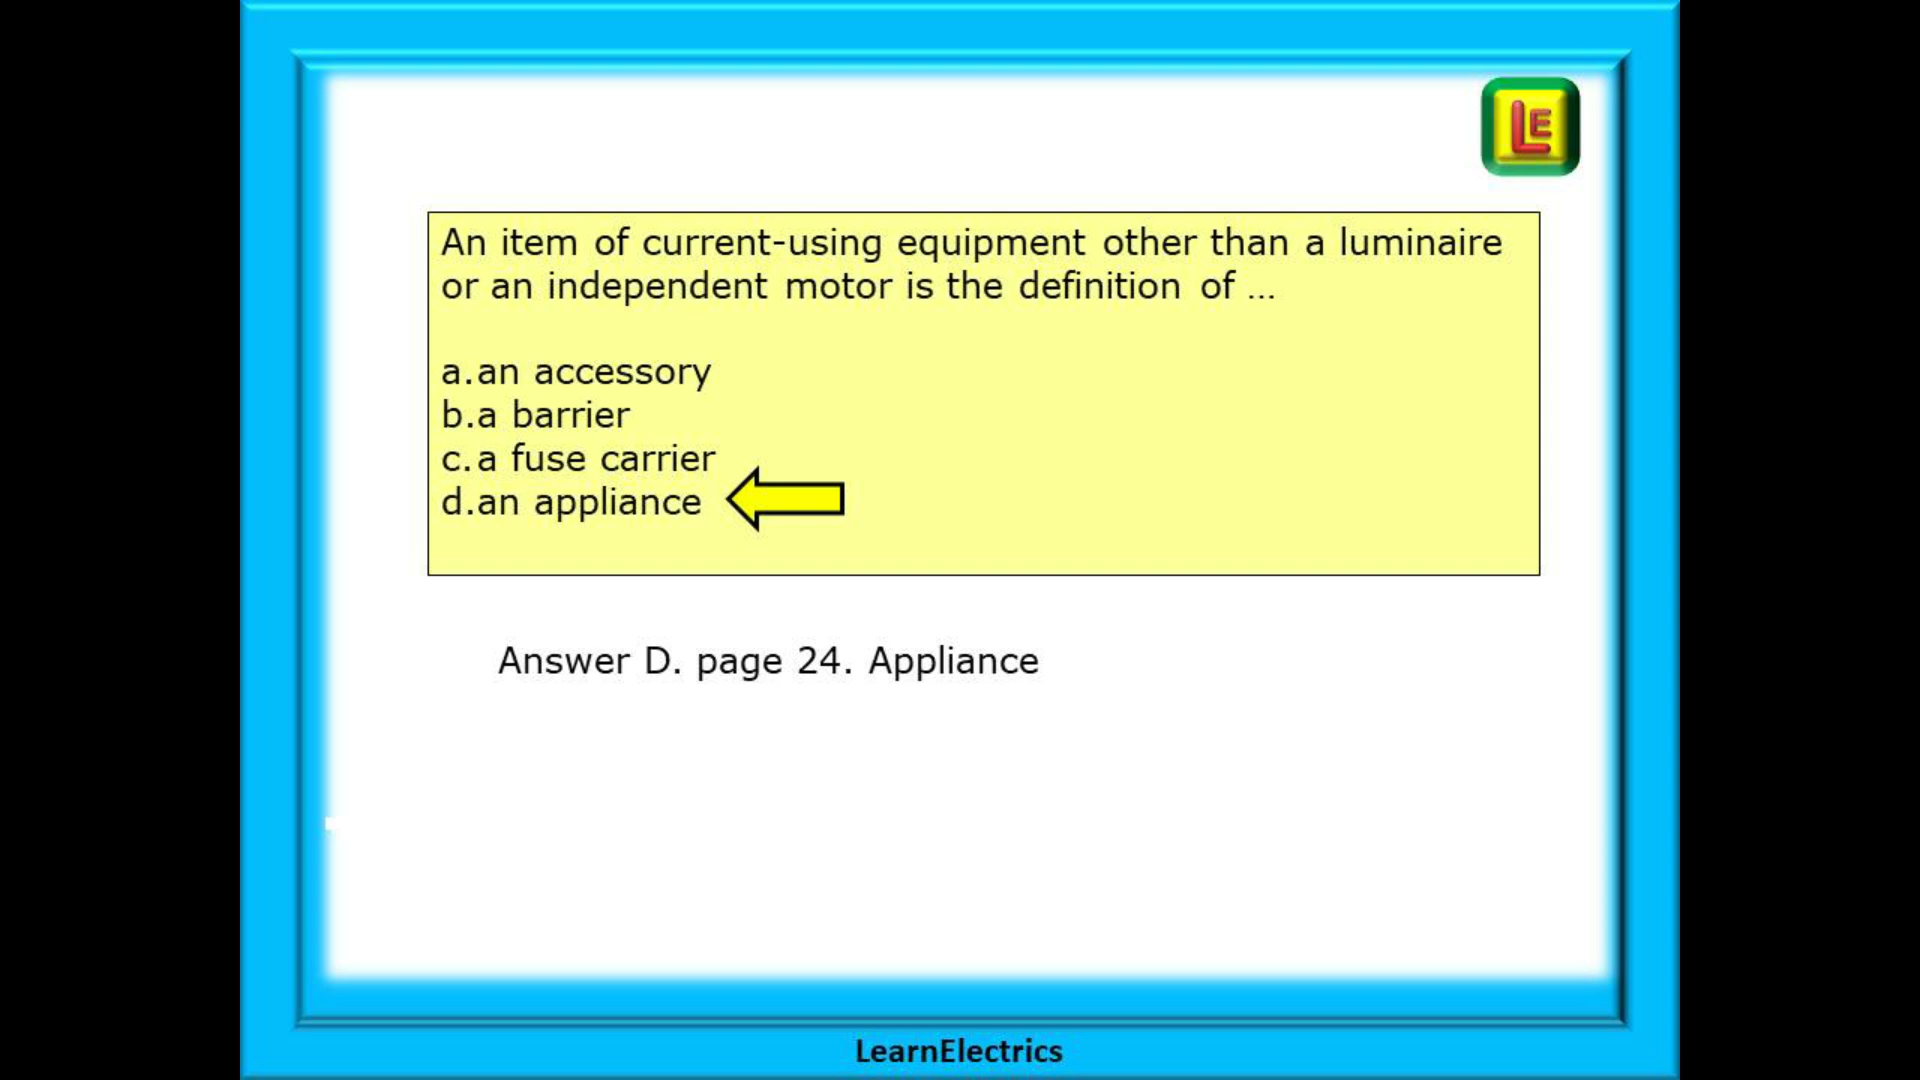 LE
An item of current-using equipment other than a luminaire
or an independent motor is the definition of ...
a.an accessory
b.a barrier
c.a fuse carrier
d.an appliance
Answer D. page 24. Appliance
LearnElectrics